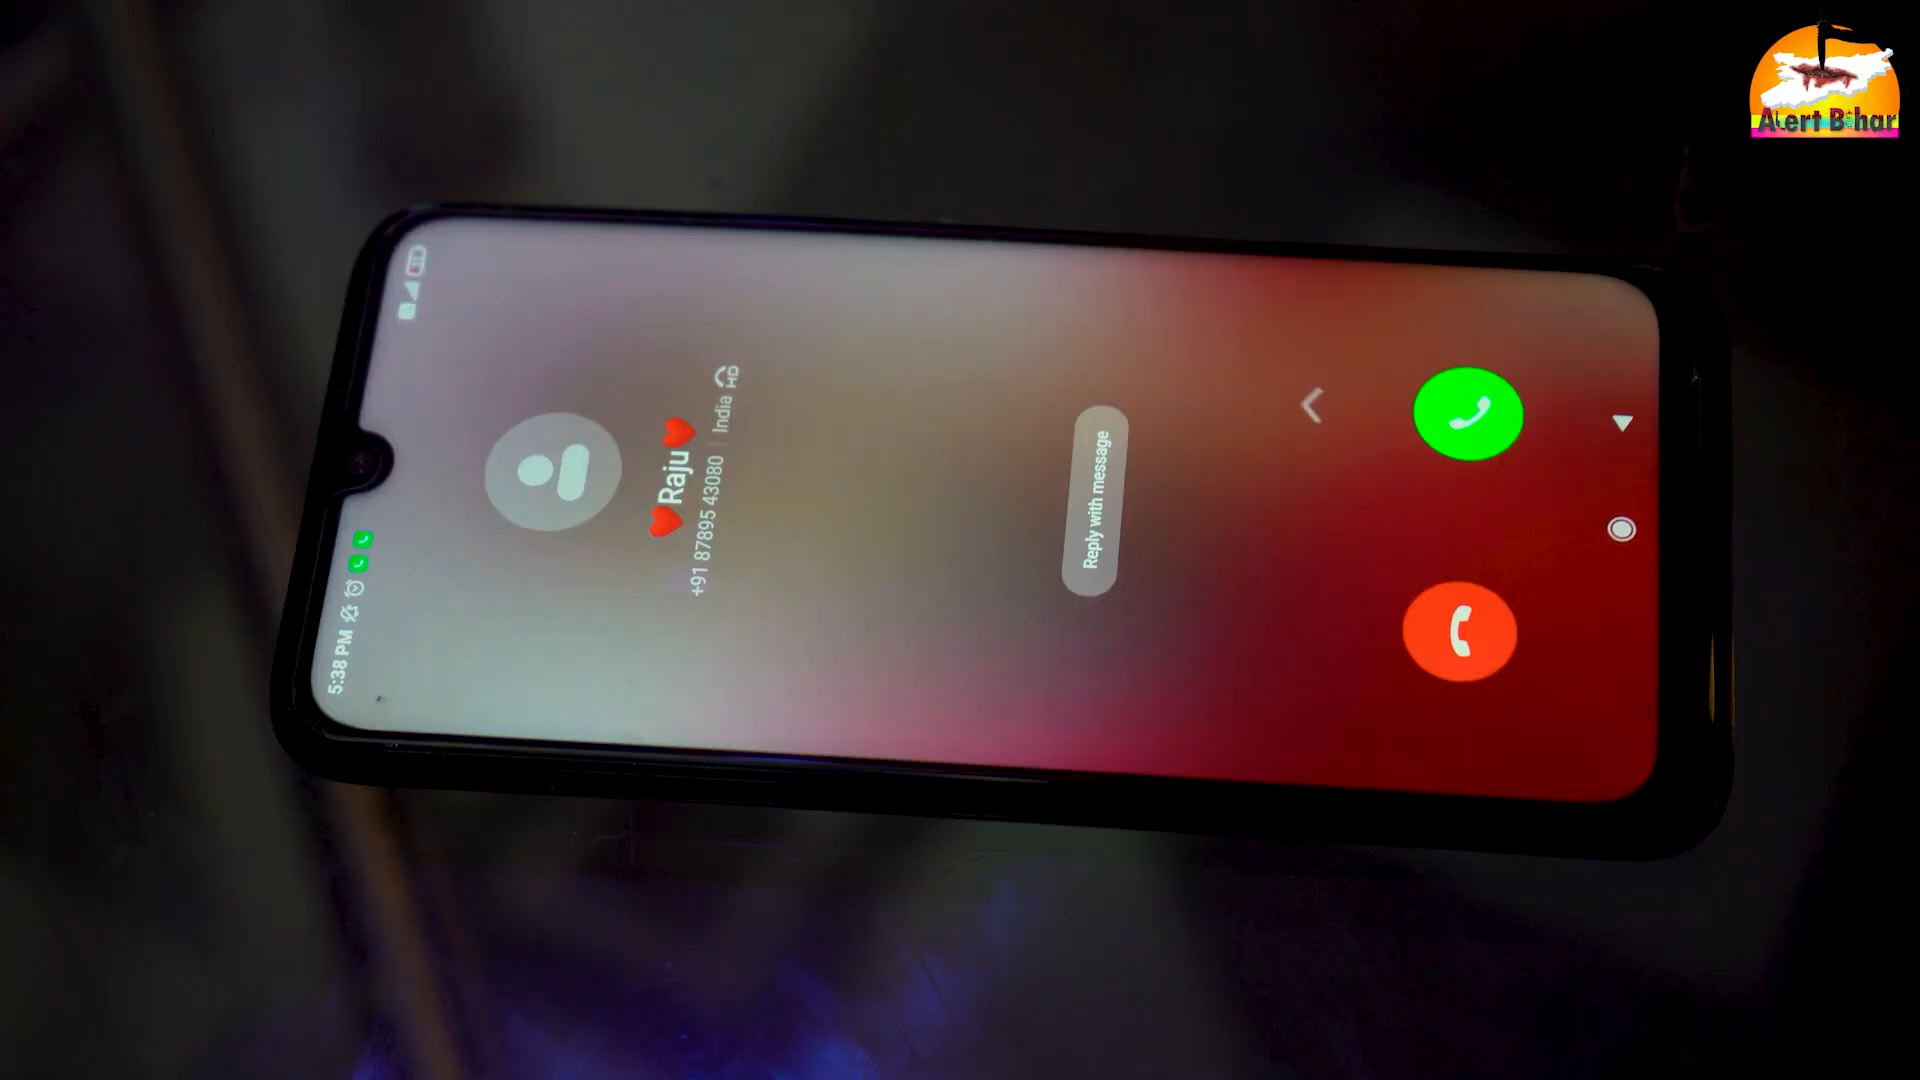 Alert Bihar
5:38 PM
❤️Raju❤️
+91 87895 43080 | India HD
Reply with message